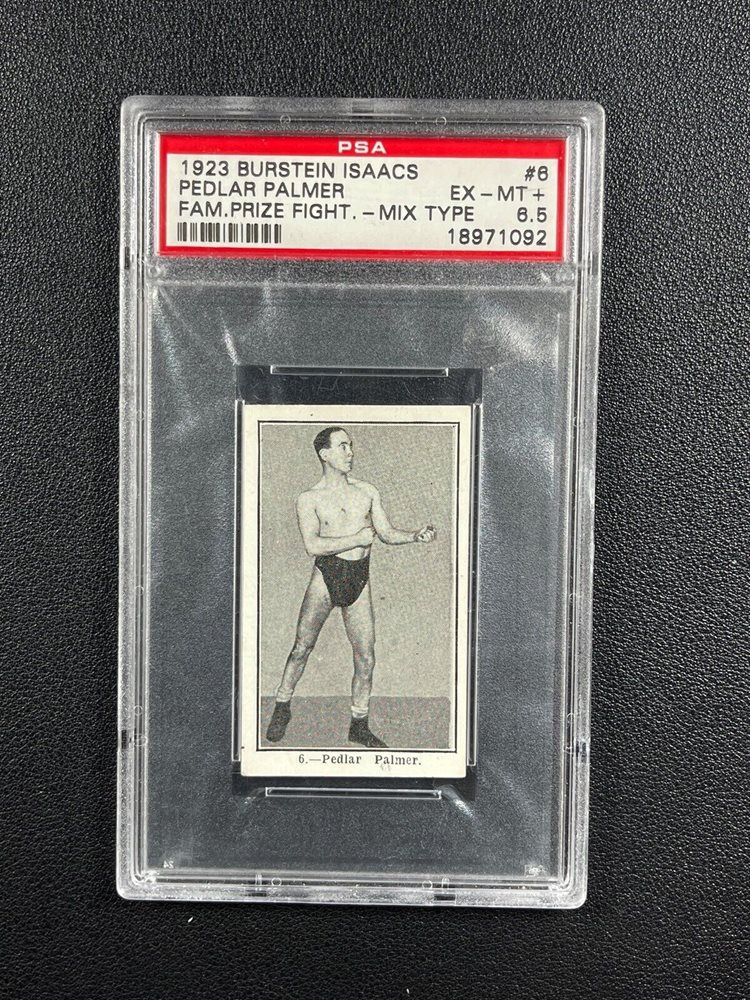 PSA
1923 BURSTEIN ISAACS #6
PEDLAR PALMER EX-MT+
FAM.PRIZE FIGHT.-MIX TYPE 6.5
18971092
6.—Pedlar Palmer.